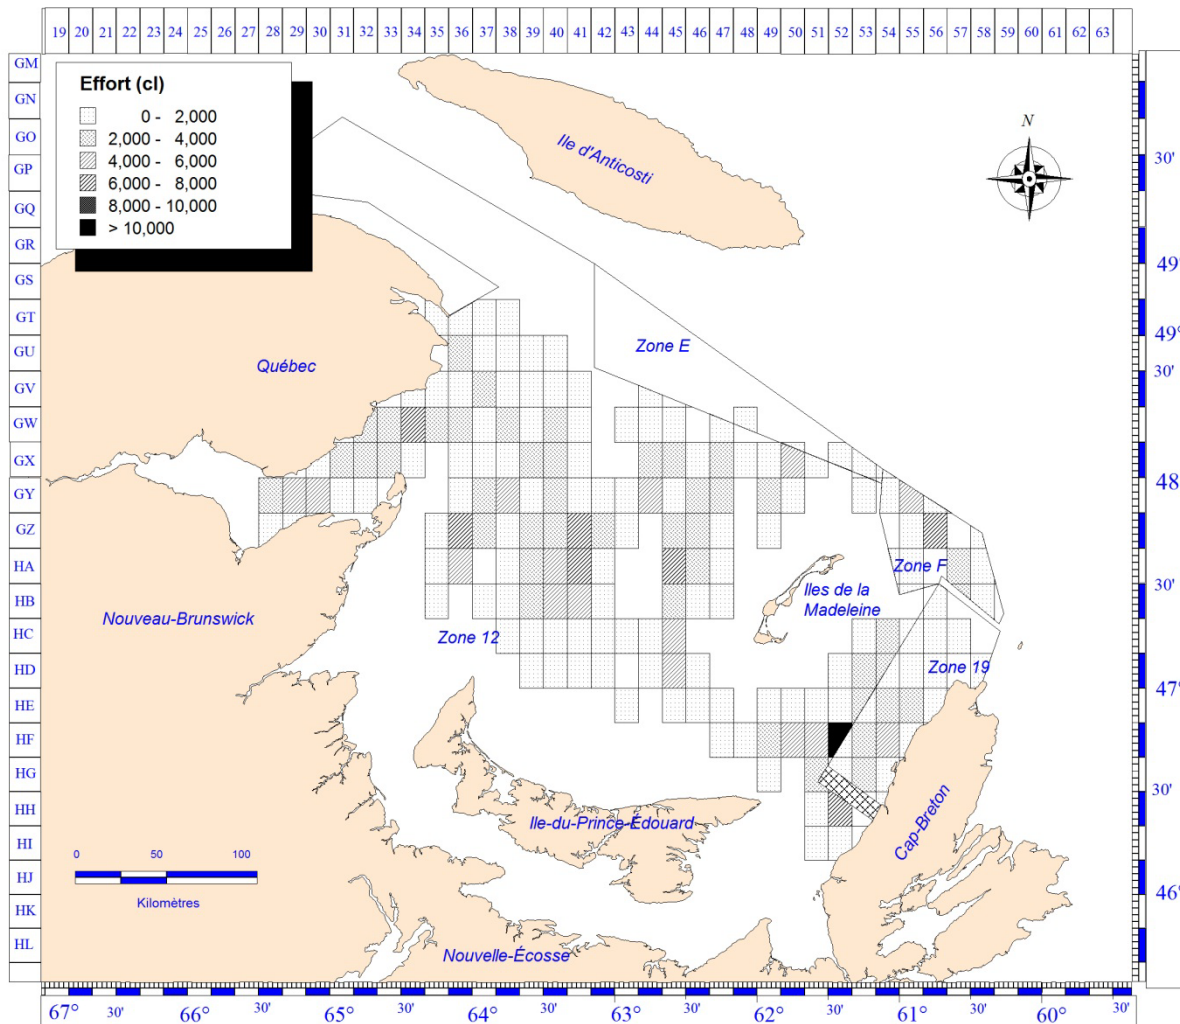 19 20 21 22 23 24 25 26 27 28 29 30 31 32 33 34 35 36 37 38 39 40 41 42 43 44 45 46 47 48 49 50 51 52 53 54 55 56 57 58 59 60 61 62 63
GM
GN
GO
GP
GQ
GR
GS
GT
GU
GV
GW
GX
GY
GZ
HA
HB
HC
HD
HE
HF
HG
HH
HI
HJ
HK
HL
Effort (cl)
0 - 2,000
2,000 - 4,000
4,000 - 6,000
6,000 - 8,000
8,000 - 10,000
> 10,000
N
Ile d'Anticosti
Zone E
Québec
Zone F
Iles de la
Madeleine
Nouveau-Brunswick
Zone 12
Zone 19
Ile-du-Prince-Édouard
Cap-Breton
Nouvelle-Écosse
0 50 100
Kilomètres
30'
49°
49°
30'
48°
30'
47°
30'
46°
67° 30' 66° 30' 65° 30' 64° 30' 63° 30' 62° 30' 61° 30' 60° 30'